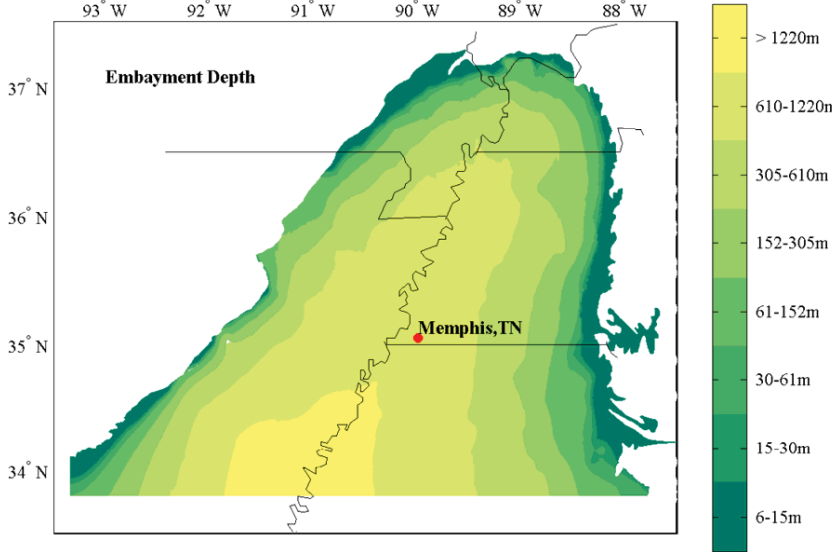 93° W 92° W 91° W 90° W 89° W 88° W
Embayment Depth
37° N
36° N
35° N
34° N
Memphis,TN
> 1220m
610-1220m
305-610m
152-305m
61-152m
30-61m
15-30m
6-15m